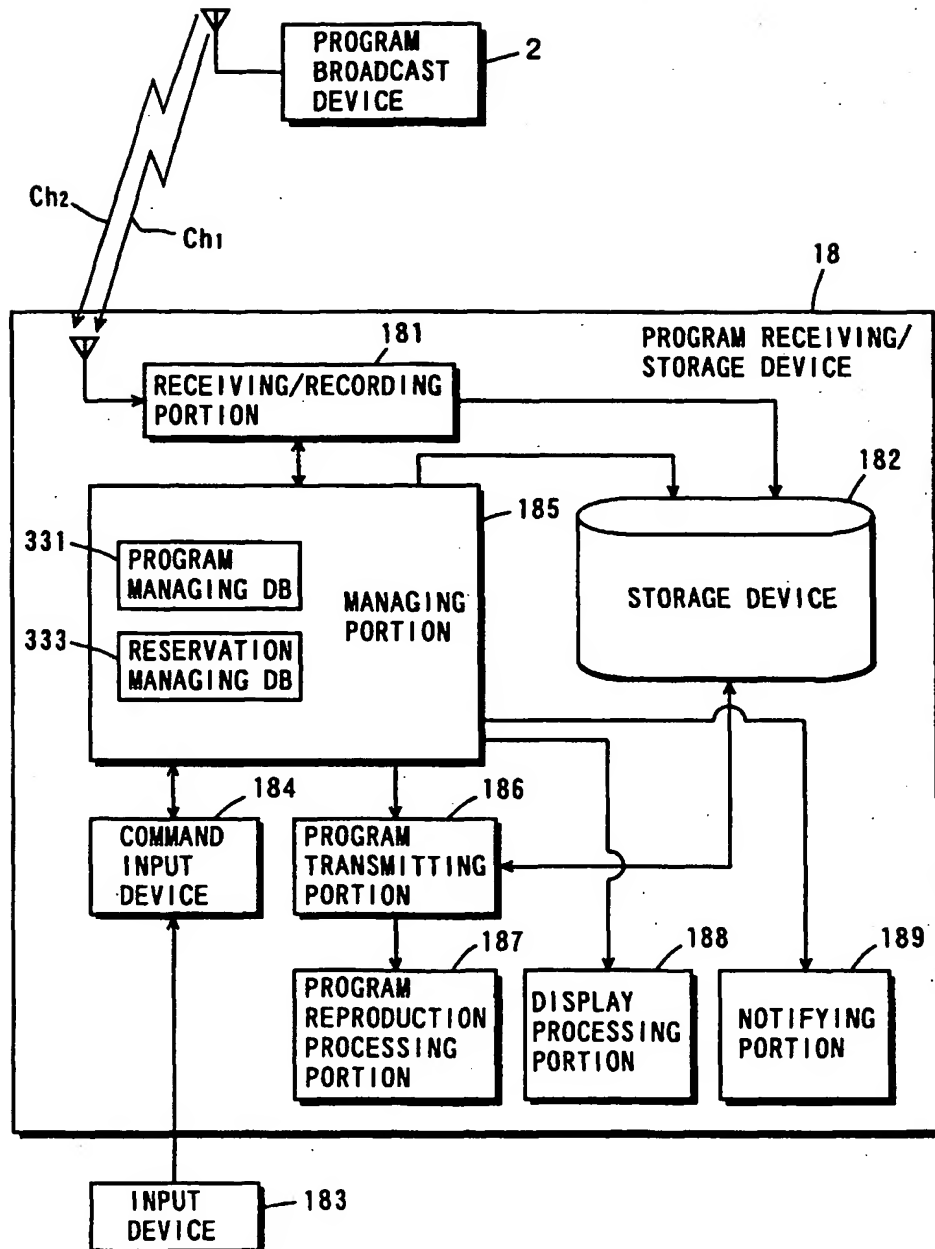 PROGRAM
BROADCAST
DEVICE
2
Ch2
Ch1
18
PROGRAM RECEIVING/
STORAGE DEVICE
181
RECEIVING/RECORDING
PORTION
182
STORAGE DEVICE
185
331
PROGRAM
MANAGING DB
MANAGING
PORTION
333
RESERVATION
MANAGING DB
184
COMMAND
INPUT
DEVICE
186
PROGRAM
TRANSMITTING
PORTION
187
PROGRAM
REPRODUCTION
PROCESSING
PORTION
188
DISPLAY
PROCESSING
PORTION
189
NOTIFYING
PORTION
INPUT
DEVICE
183